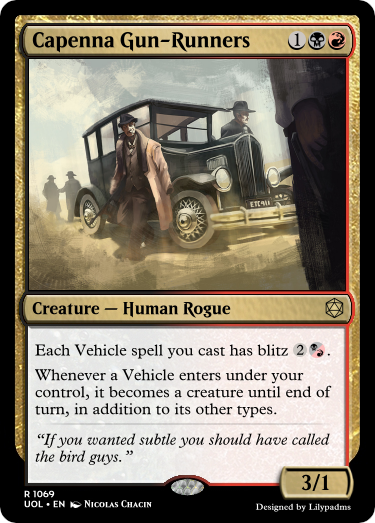 Capenna Gun-Runners 1
ETC411
Creature — Human Rogue
Each Vehicle spell you cast has blitz 2 .
Whenever a Vehicle enters under your
control, it becomes a creature until end of
turn, in addition to its other types.
“If you wanted subtle you should have called
the bird guys.”
3/1
R 1069
UOL • EN Nicolas Chacin
Designed by Lilypadms